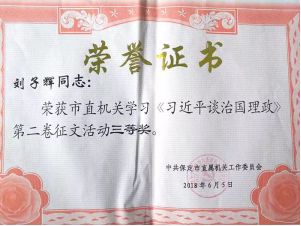 荣誉证书
刘子辉同志：
荣获市直机关学习《习近平谈治国理政》
第二卷征文活动三等奖。
中共保定市直属机关工作委员会
2018年6月5日